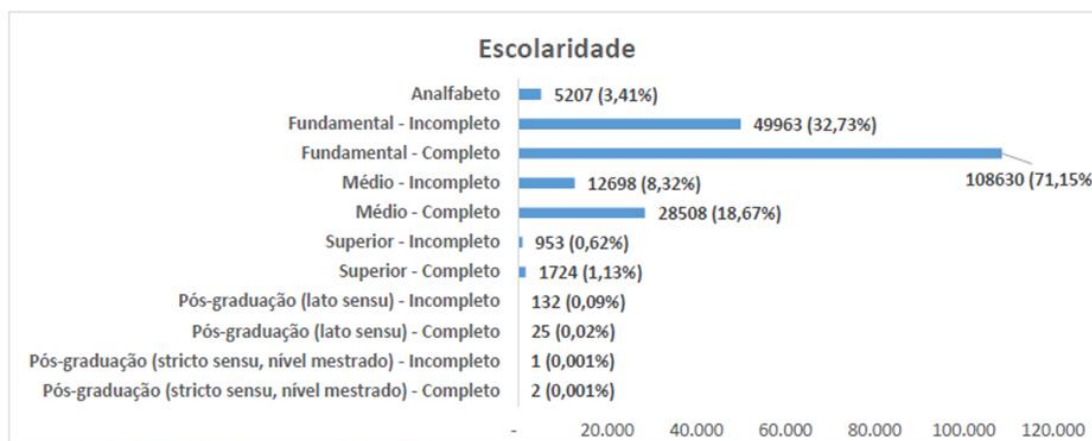 Escolaridade
Analfabeto 5207 (3,41%)
Fundamental - Incompleto 49963 (32,73%)
Fundamental - Completo 108630 (71,15%
Médio - Incompleto 12698 (8,32%)
Médio - Completo 28508 (18,67%)
Superior - Incompleto 953 (0,62%)
Superior - Completo 1724 (1,13%)
Pós-graduação (lato sensu) - Incompleto 132 (0,09%)
Pós-graduação (lato sensu) - Completo 25 (0,02%)
Pós-graduação (stricto sensu, nível mestrado) - Incompleto 1 (0,001%)
Pós-graduação (stricto sensu, nível mestrado) - Completo 2 (0,001%)
- 20.000 40.000 60.000 80.000 100.000 120.000